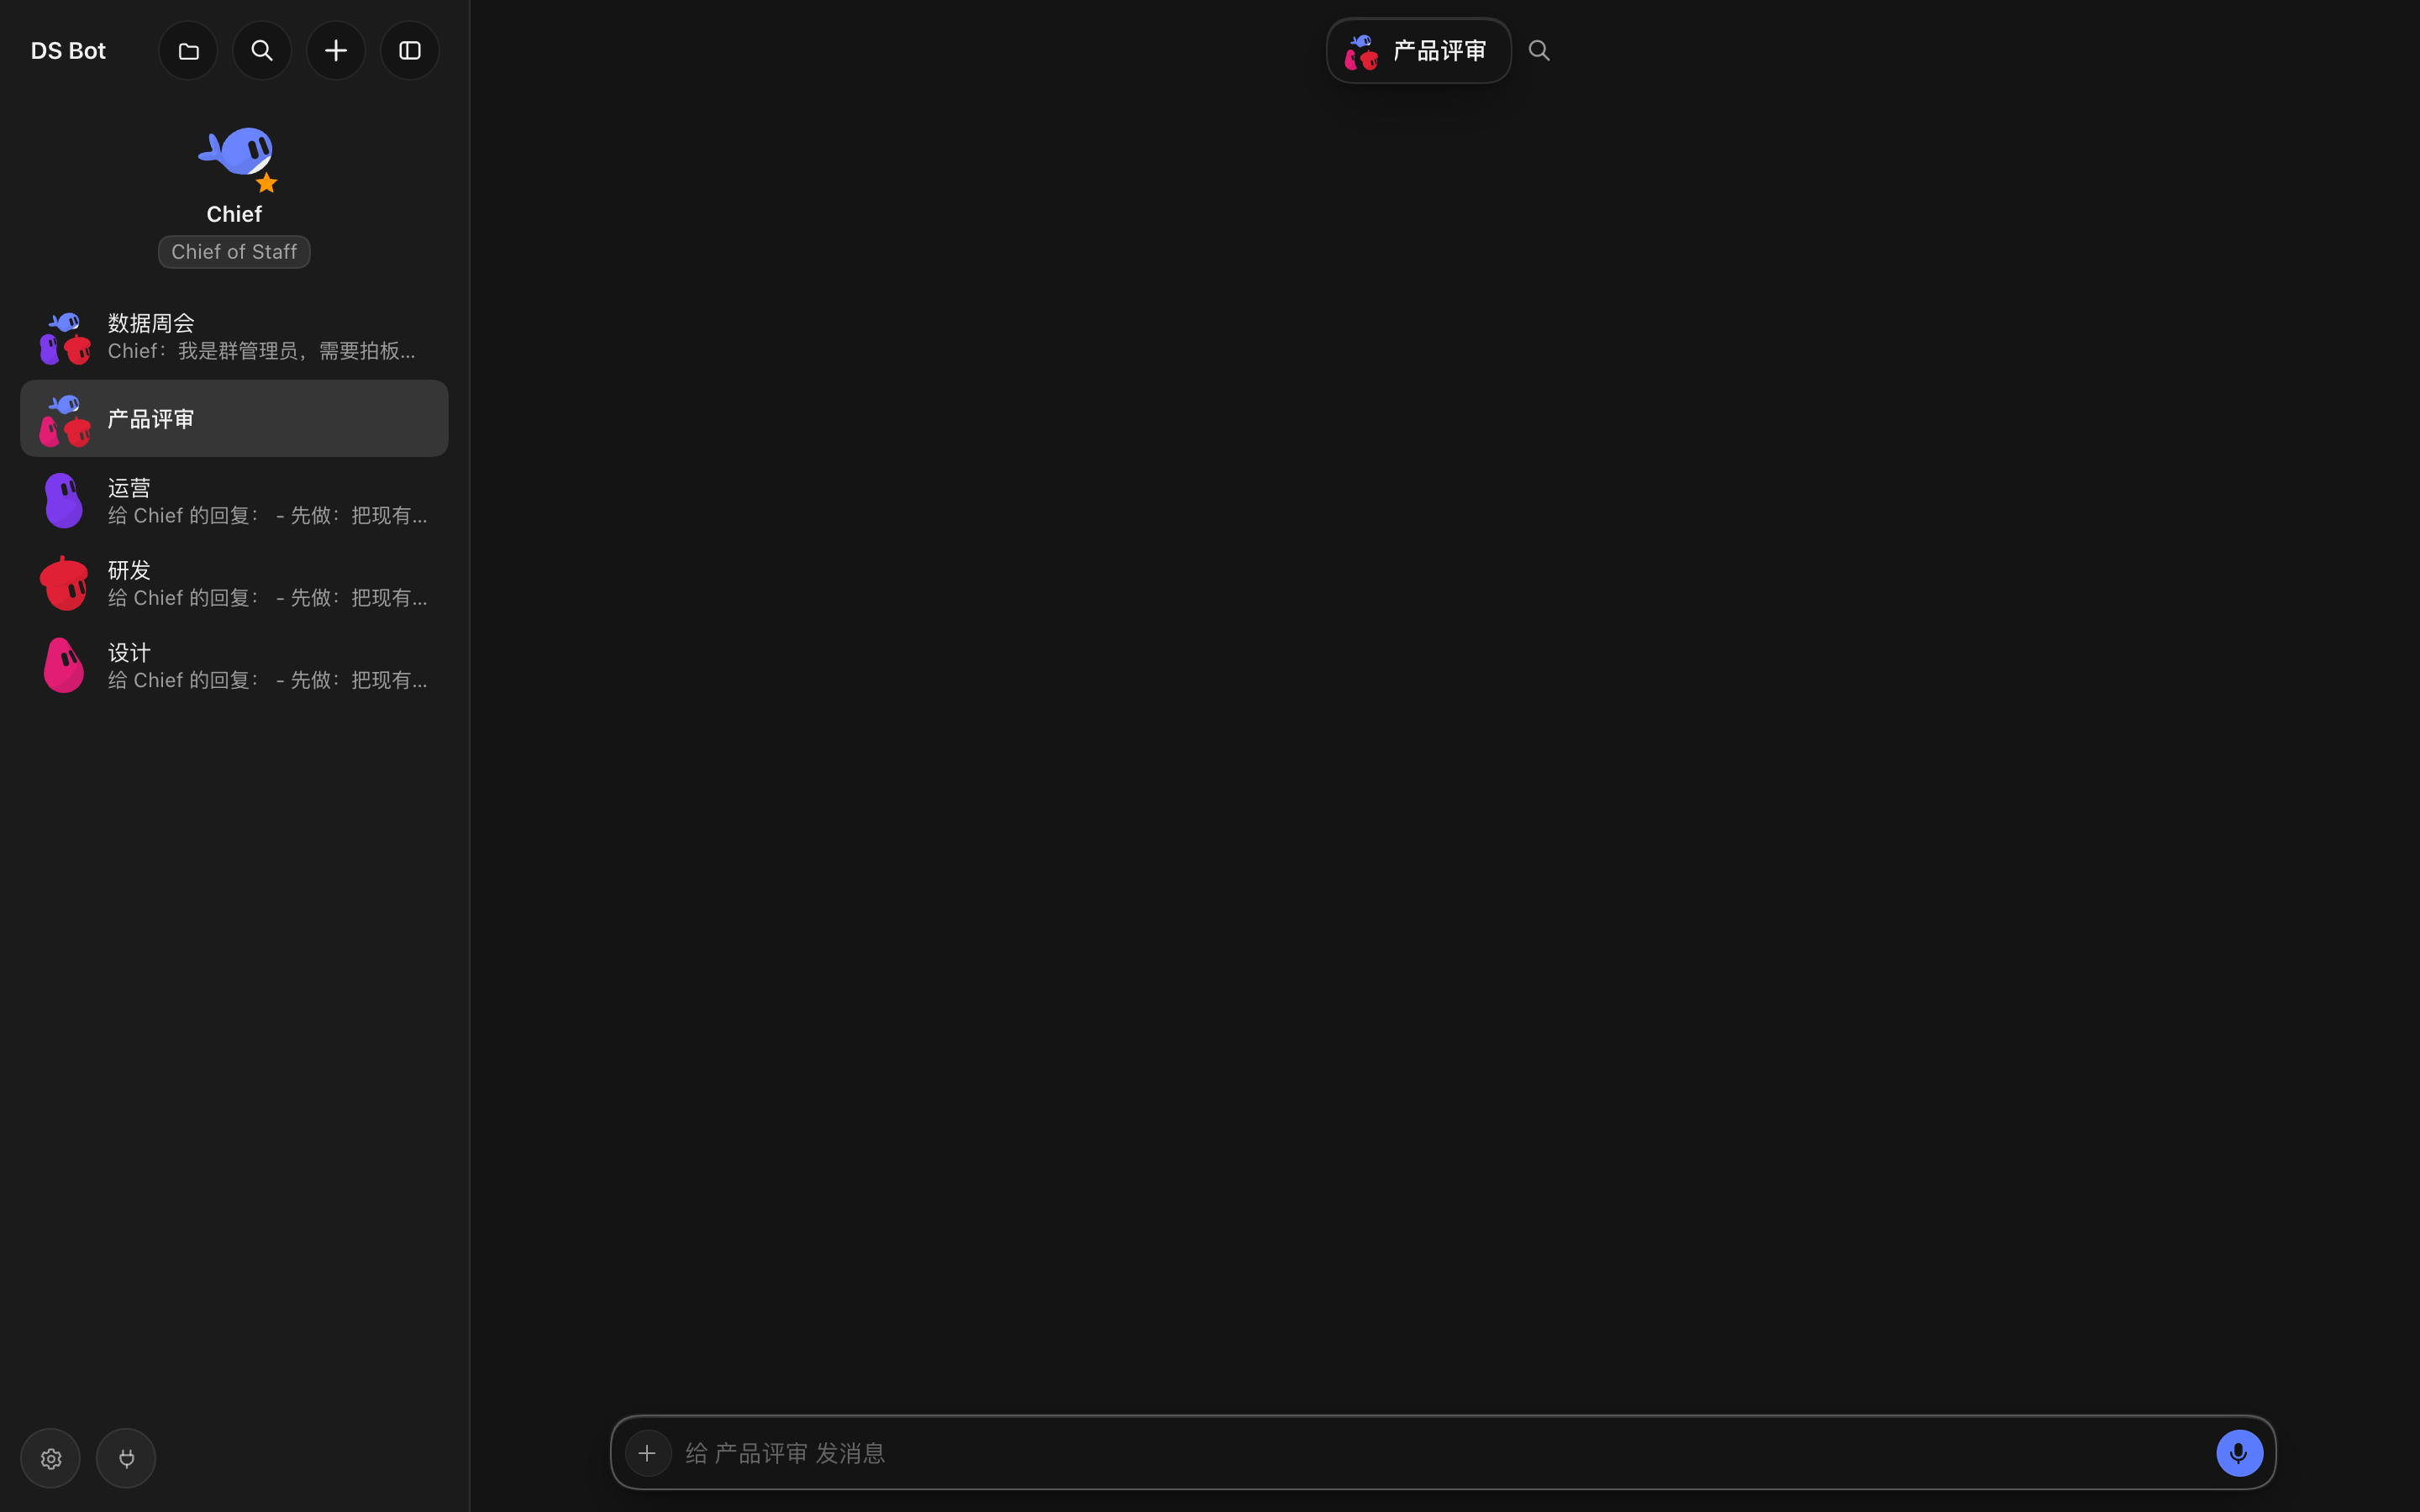 DS Bot
Chief
Chief of Staff
数据周会
Chief：我是群管理员，需要拍板...
产品评审
运营
给 Chief 的回复： - 先做：把现有...
研发
给 Chief 的回复： - 先做：把现有...
设计
给 Chief 的回复： - 先做：把现有...
产品评审
给 产品评审 发消息